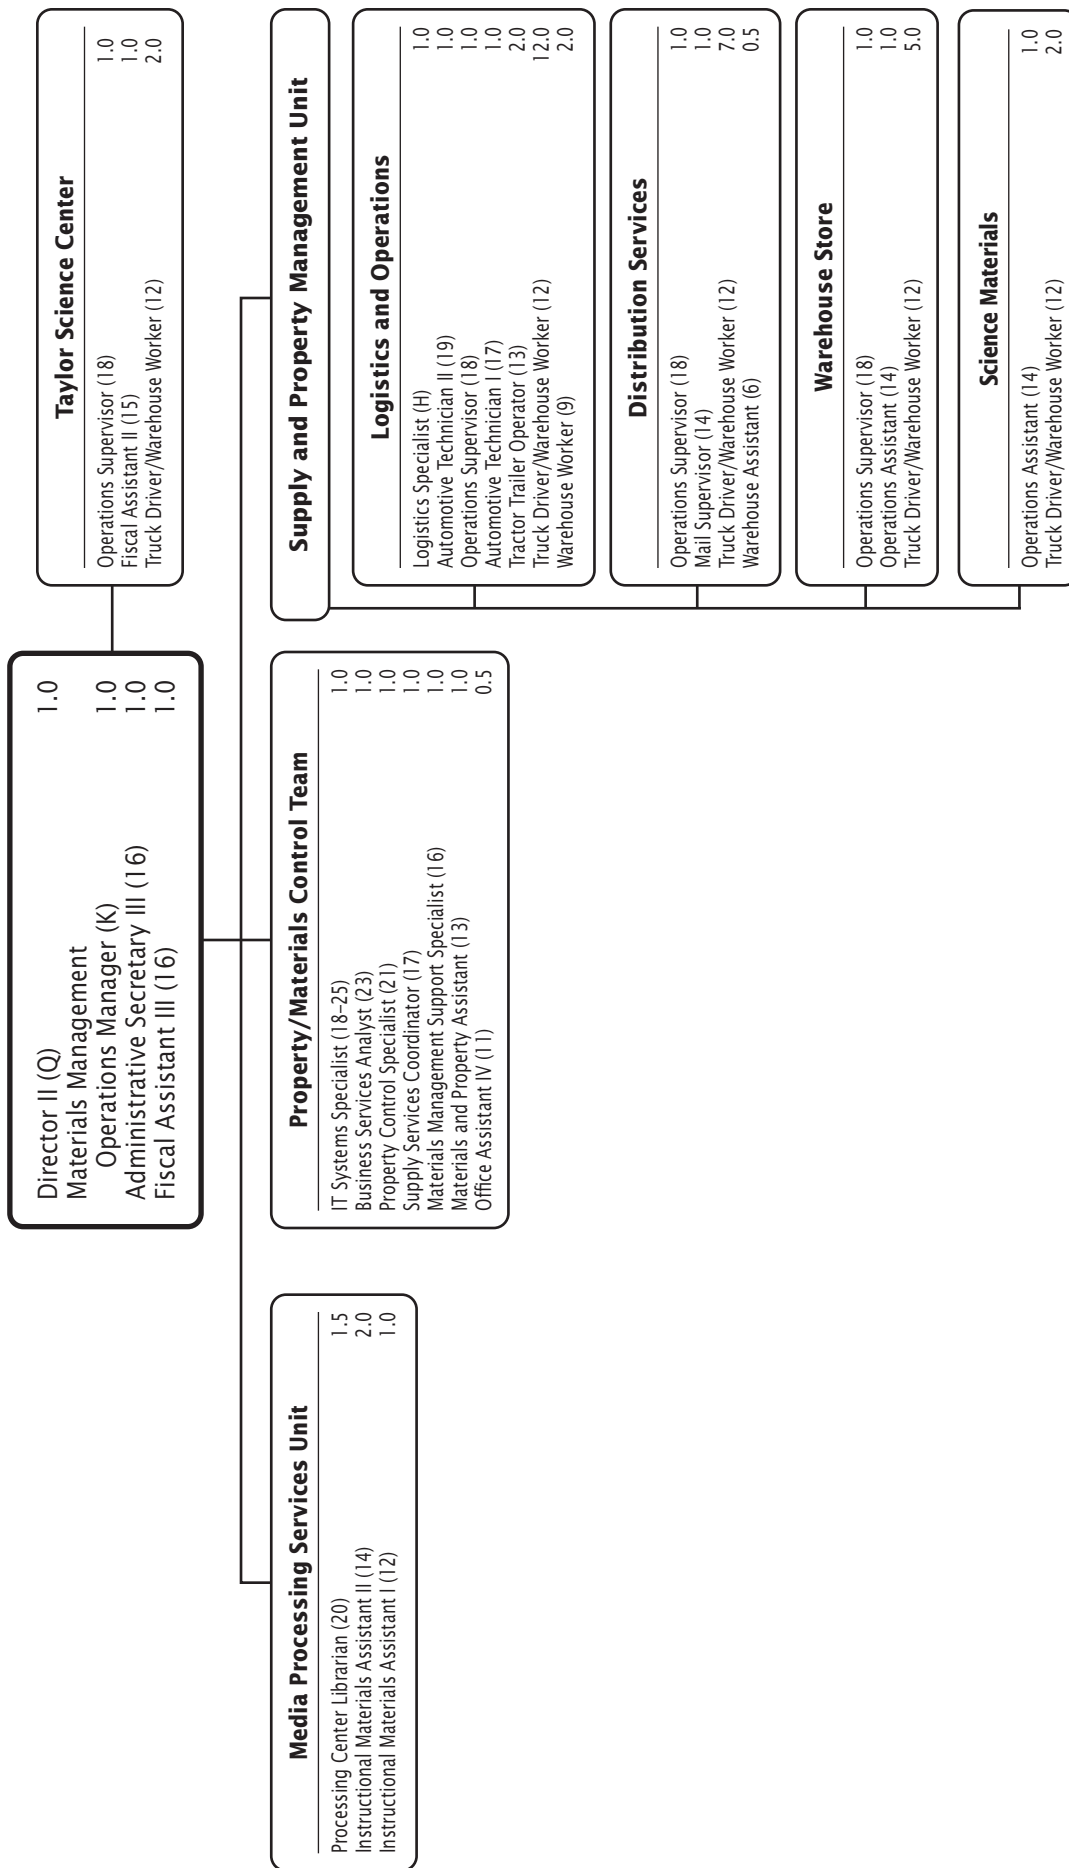 Director II (Q) 1.0
Materials Management
Operations Manager (K) 1.0
Administrative Secretary III (16) 1.0
Fiscal Assistant III (16) 1.0
Taylor Science Center
Operations Supervisor (18) 1.0
Fiscal Assistant II (15) 1.0
Truck Driver/Warehouse Worker (12) 2.0
Media Processing Services Unit
Processing Center Librarian (20) 1.5
Instructional Materials Assistant II (14) 2.0
Instructional Materials Assistant I (12) 1.0
Property/Materials Control Team
IT Systems Specialist (18–25) 1.0
Business Services Analyst (23) 1.0
Property Control Specialist (21) 1.0
Supply Services Coordinator (17) 1.0
Materials Management Support Specialist (16) 1.0
Materials and Property Assistant (13) 1.0
Office Assistant IV (11) 0.5
Supply and Property Management Unit
Logistics and Operations
Logistics Specialist (H) 1.0
Automotive Technician II (19) 1.0
Operations Supervisor (18) 1.0
Automotive Technician I (17) 1.0
Tractor Trailer Operator (13) 2.0
Truck Driver/Warehouse Worker (12) 12.0
Warehouse Worker (9) 2.0
Distribution Services
Operations Supervisor (18) 1.0
Mail Supervisor (14) 1.0
Truck Driver/Warehouse Worker (12) 7.0
Warehouse Assistant (6) 0.5
Warehouse Store
Operations Supervisor (18) 1.0
Operations Assistant (14) 1.0
Truck Driver/Warehouse Worker (12) 5.0
Science Materials
Operations Assistant (14) 1.0
Truck Driver/Warehouse Worker (12) 2.0